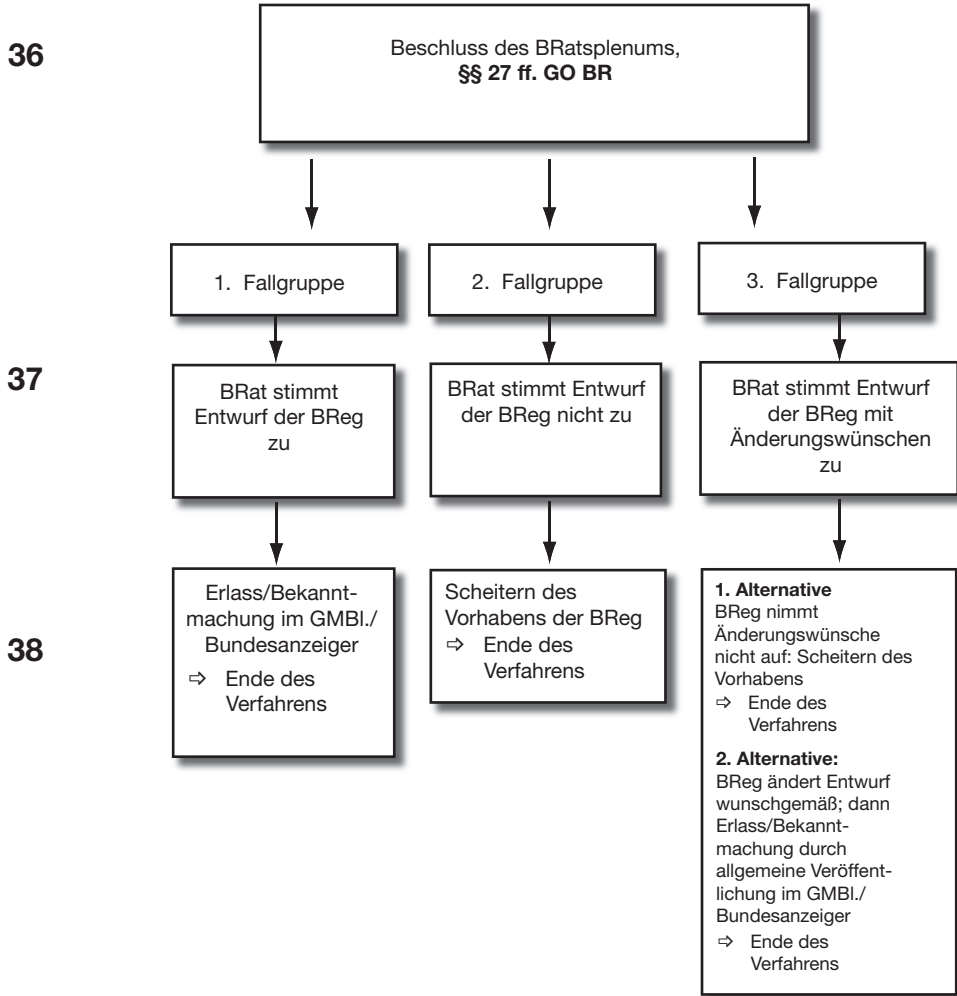 36
Beschluss des BRatsplenums,
§§ 27 ff. GO BR
1. Fallgruppe
2. Fallgruppe
3. Fallgruppe
37
BRat stimmt
Entwurf der BReg
zu
BRat stimmt Entwurf
der BReg nicht zu
BRat stimmt Entwurf
der BReg mit
Änderungswünschen
zu
38
Erlass/Bekannt-
machung im GMBl./
Bundesanzeiger
⇨ Ende des
Verfahrens
Scheitern des
Vorhabens der BReg
⇨ Ende des
Verfahrens
1. Alternative
BReg nimmt
Änderungswünsche
nicht auf: Scheitern des
Vorhabens
⇨ Ende des
Verfahrens
2. Alternative:
BReg ändert Entwurf
wunschgemäß; dann
Erlass/Bekannt-
machung durch
allgemeine Veröffent-
lichung im GMBl./
Bundesanzeiger
⇨ Ende des
Verfahrens